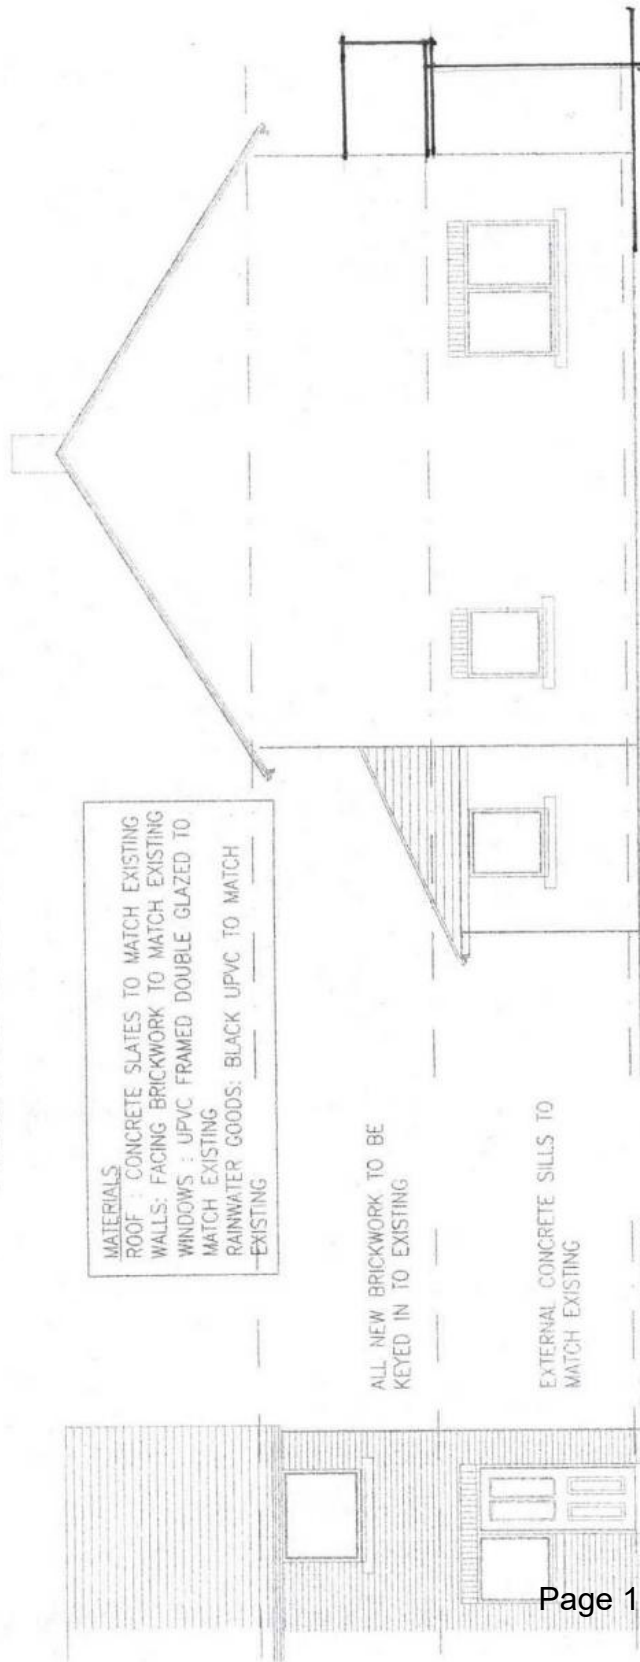 MATERIALS
ROOF : CONCRETE SLATES TO MATCH EXISTING
WALLS: FACING BRICKWORK TO MATCH EXISTING
WINDOWS : UPVC FRAMED DOUBLE GLAZED TO
MATCH EXISTING
RAINWATER GOODS: BLACK UPVC TO MATCH
EXISTING
ALL NEW BRICKWORK TO BE
KEYED IN TO EXISTING
EXTERNAL CONCRETE SILLS TO
MATCH EXISTING
Page 1